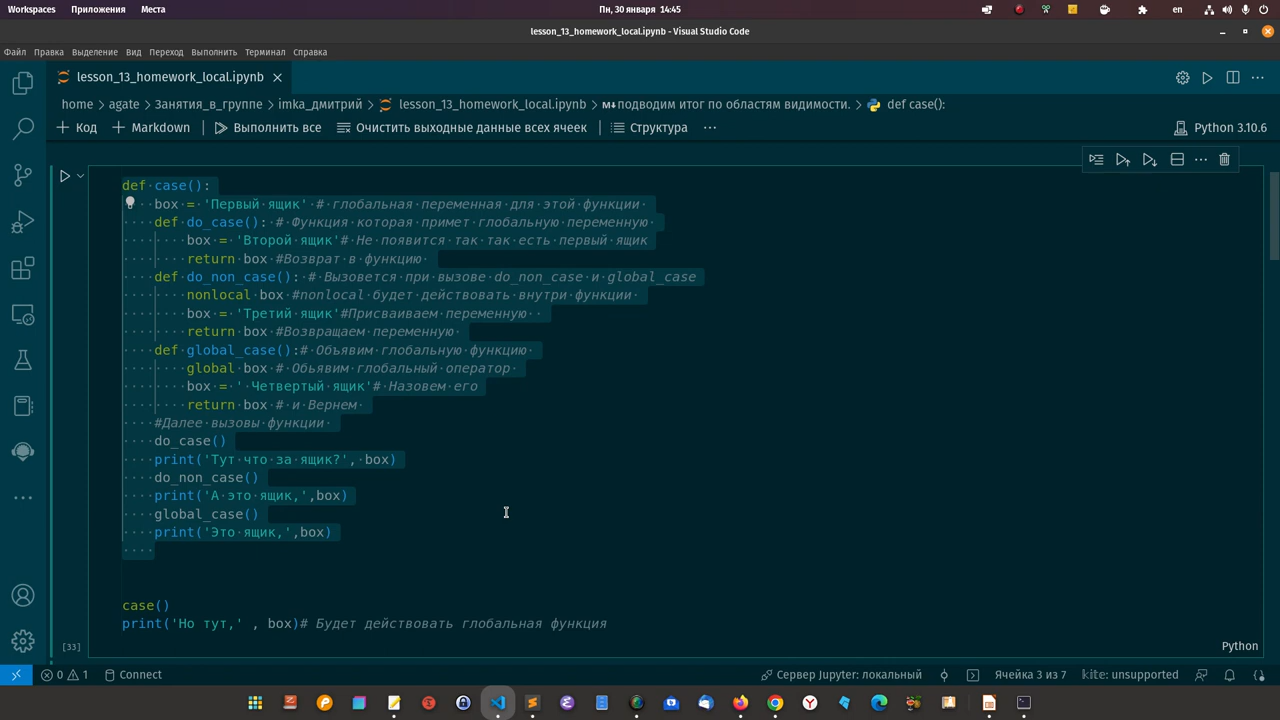 Workspaces Приложения Места Пн, 30 января 14:45 en
lesson_13_homework_local.ipynb - Visual Studio Code
Файл Правка Выделение Вид Переход Выполнить Терминал Справка
lesson_13_homework_local.ipynb
home > agate > Занятия_в_группе > imka_дмитрий > lesson_13_homework_local.ipynb > подводим итог по областям видимости. > def case():
+ Код + Markdown Выполнить все Очистить выходные данные всех ячеек Структура ... Python 3.10.6
def case():
box = 'Первый ящик' # глобальная переменная для этой функции
def do_case(): # Функция которая примет глобальную переменную
box = 'Второй ящик'# Не появится так так есть первый ящик
return box #Возврат в функцию
def do_non_case(): # Вызовется при вызове do_non_case и global_case
nonlocal box #nonlocal будет действовать внутри функции
box = 'Третий ящик'#Присваиваем переменную
return box #Возвращаем переменную
def global_case():# Объявим глобальную функцию
global box # Обьявим глобальный оператор
box = ' Четвертый ящик'# Назовем его
return box # и Вернем
#Далее вызовы функции
do_case()
print('Тут что за ящик?', box)
do_non_case()
print('А это ящик,',box)
global_case()
print('Это ящик,',box)
case()
print('Но тут,' , box)# Будет действовать глобальная функция
[33] Python
0 1 Connect Сервер Jupyter: локальный Ячейка 3 из 7 kite: unsupported